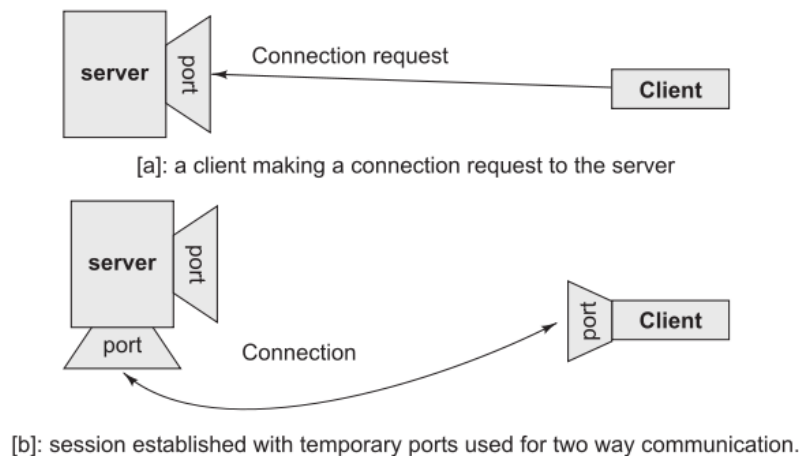 server
port
Connection request
Client
[a]: a client making a connection request to the server
server
port
port
Connection
port
Client
[b]: session established with temporary ports used for two way communication.